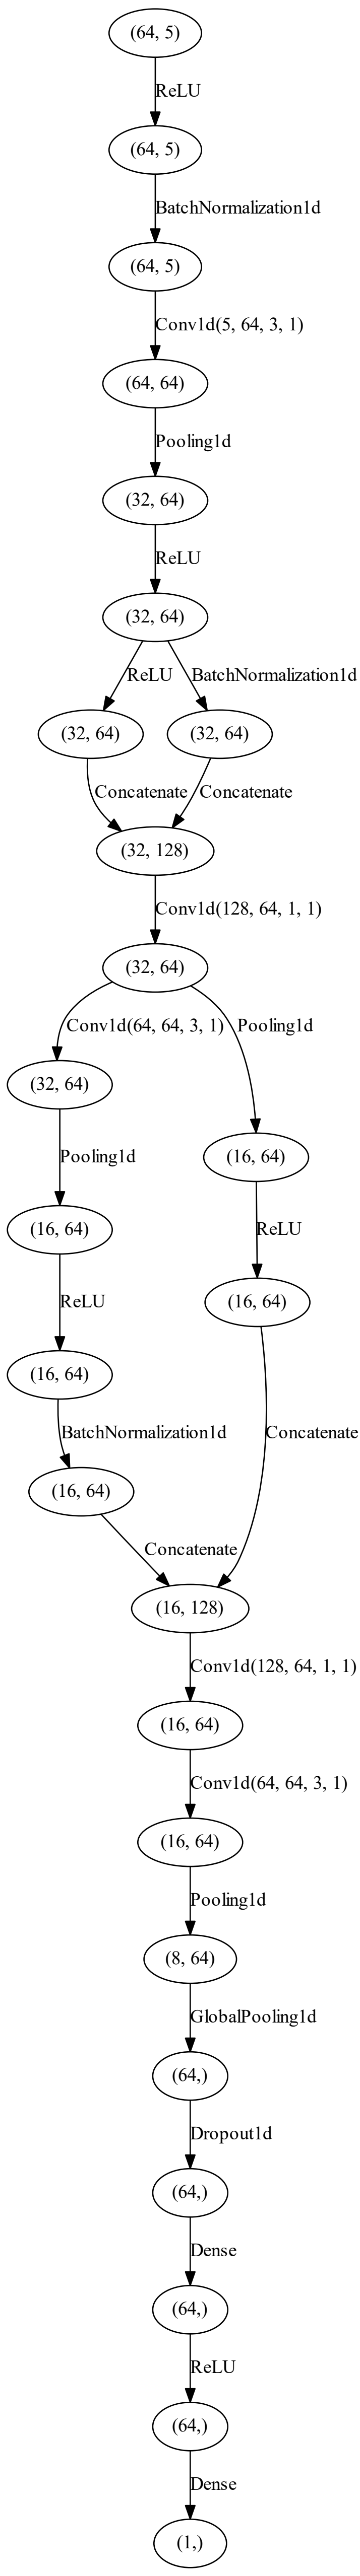 (64, 5)
ReLU
(64, 5)
BatchNormalization1d
(64, 5)
Conv1d(5, 64, 3, 1)
(64, 64)
Pooling1d
(32, 64)
ReLU
(32, 64)
ReLU
BatchNormalization1d
(32, 64)
(32, 64)
Concatenate
Concatenate
(32, 128)
Conv1d(128, 64, 1, 1)
(32, 64)
Conv1d(64, 64, 3, 1)
Pooling1d
(32, 64)
Pooling1d
(16, 64)
(16, 64)
ReLU
ReLU
(16, 64)
(16, 64)
BatchNormalization1d
Concatenate
(16, 64)
Concatenate
(16, 128)
Conv1d(128, 64, 1, 1)
(16, 64)
Conv1d(64, 64, 3, 1)
(16, 64)
Pooling1d
(8, 64)
GlobalPooling1d
(64,)
Dropout1d
(64,)
Dense
(64,)
ReLU
(64,)
Dense
(1,)